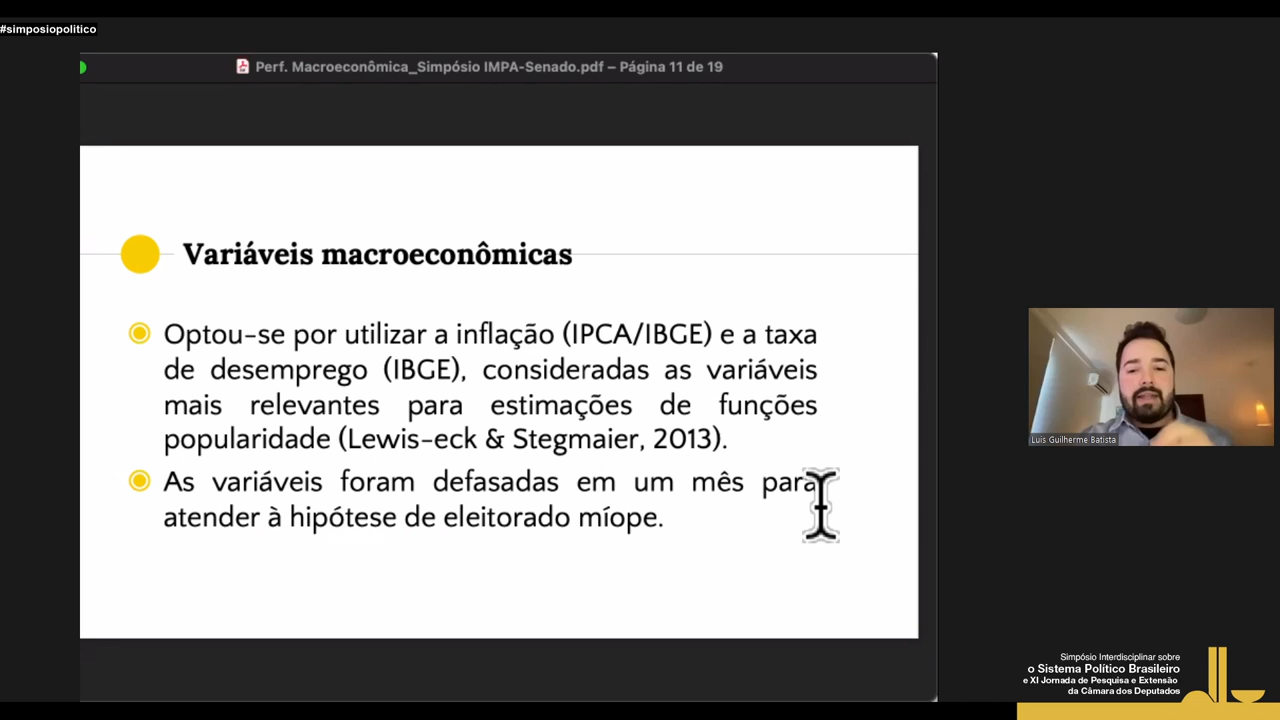 #simposiopolitico
Perf. Macroeconômica_Simpósio IMPA-Senado.pdf – Página 11 de 19
Variáveis macroeconômicas
Optou-se por utilizar a inflação (IPCA/IBGE) e a taxa
de desemprego (IBGE), consideradas as variáveis
mais relevantes para estimações de funções
popularidade (Lewis-eck & Stegmaier, 2013).
As variáveis foram defasadas em um mês para
atender à hipótese de eleitorado míope.
Luis Guilherme Batista
Simpósio Interdisciplinar sobre
o Sistema Político Brasileiro
e XI Jornada de Pesquisa e Extensão
da Câmara dos Deputados